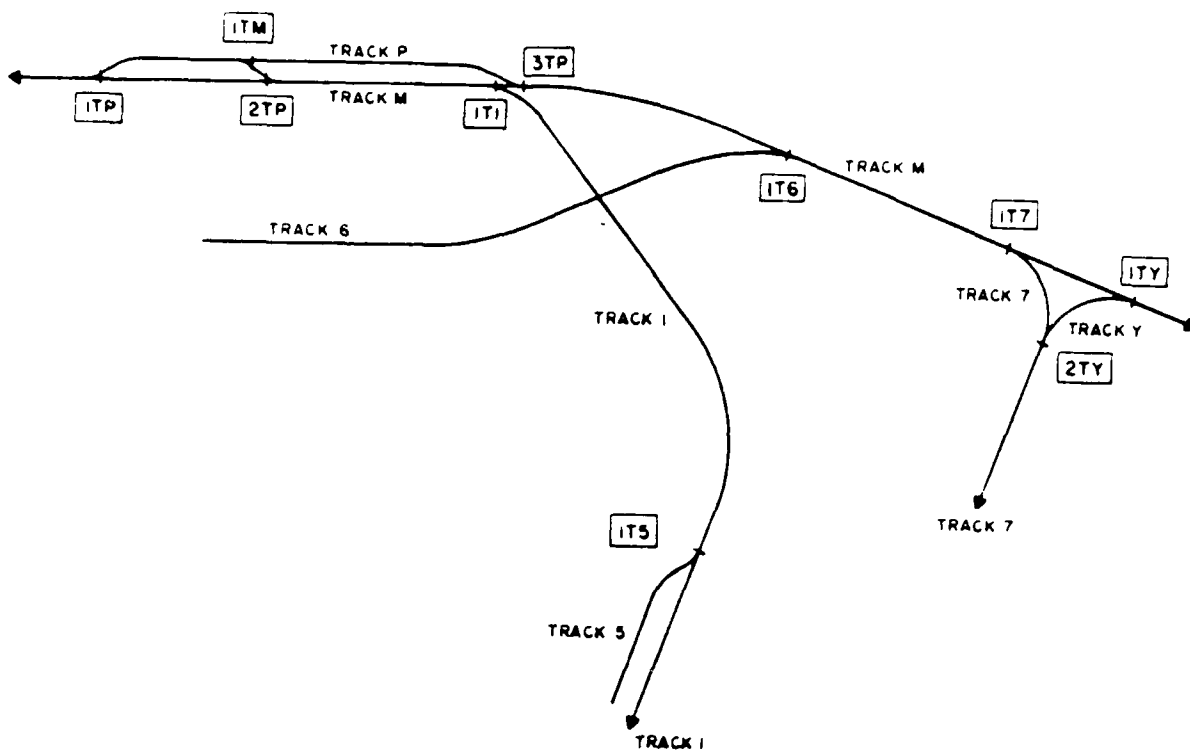 1TM
TRACK P
3TP
1TP
2TP
TRACK M
1T1
TRACK M
1T6
1T7
TRACK 6
1TY
TRACK 7
TRACK 1
TRACK Y
2TY
TRACK 7
1T5
TRACK 5
TRACK 1